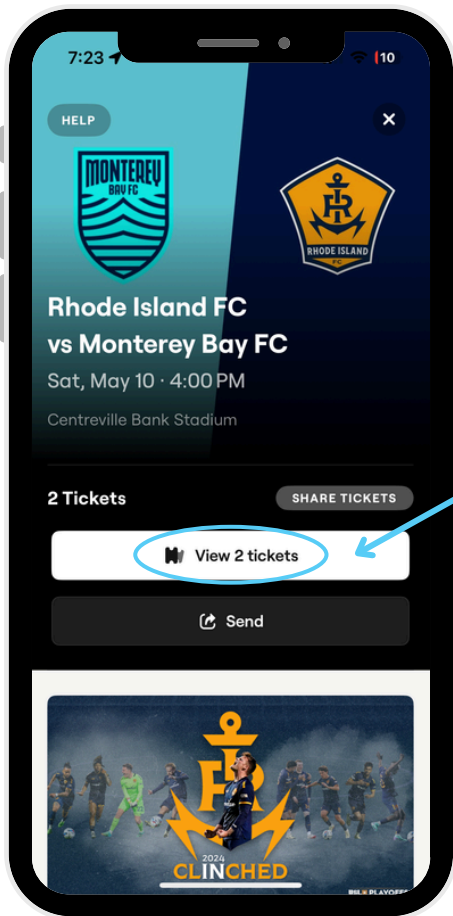 7:23
10
HELP
MONTEREY
BAY FC
RHODE ISLAND
FC
Rhode Island FC
vs Monterey Bay FC
Sat, May 10 · 4:00 PM
Centreville Bank Stadium
2 Tickets
SHARE TICKETS
View 2 tickets
Send
2024
CLINCHED
PLAYOFFS